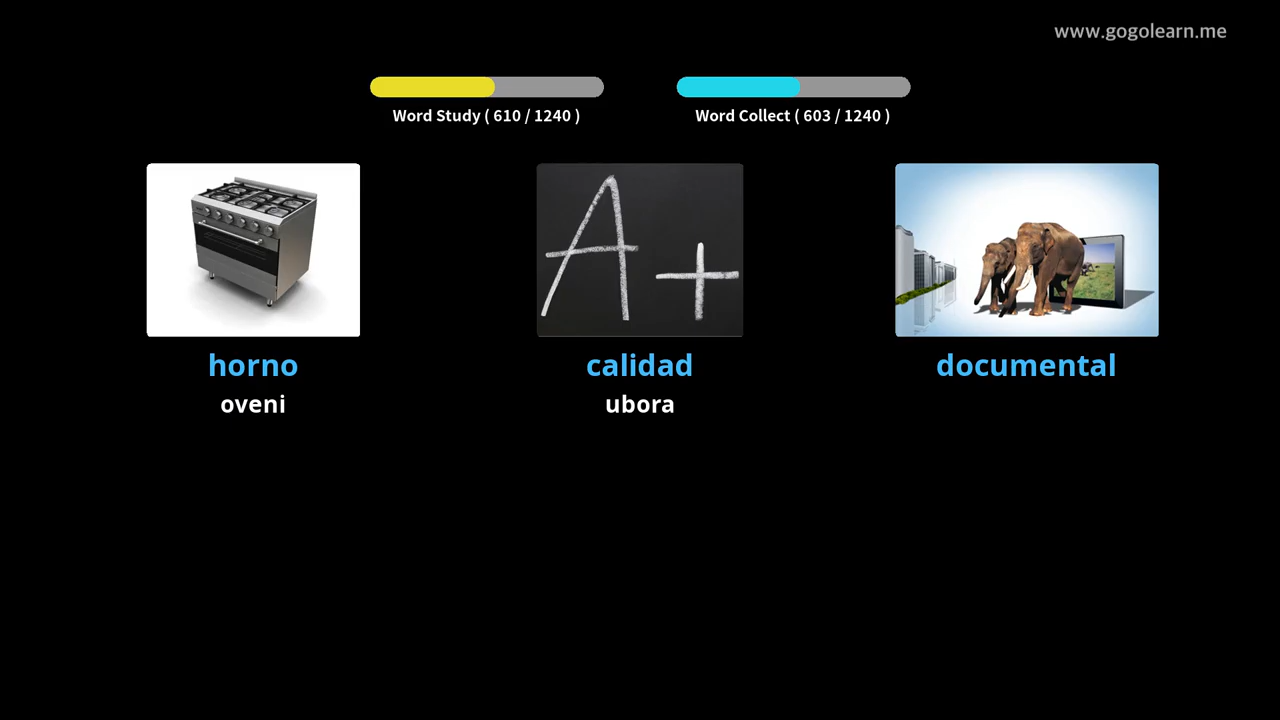 www.gogolearn.me
Word Study ( 610 / 1240 )
Word Collect ( 603 / 1240 )
A+
horno
calidad
documental
oveni
ubora